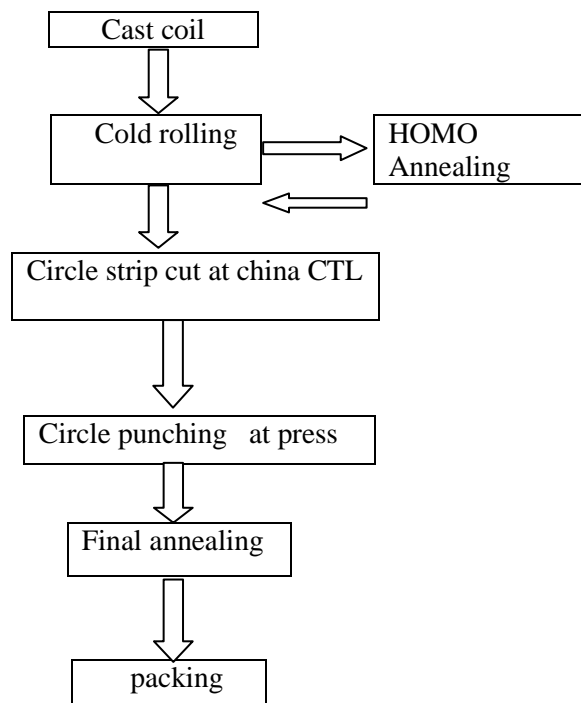 Cast coil
Cold rolling
HOMO
Annealing
Circle strip cut at china CTL
Circle punching at press
Final annealing
packing